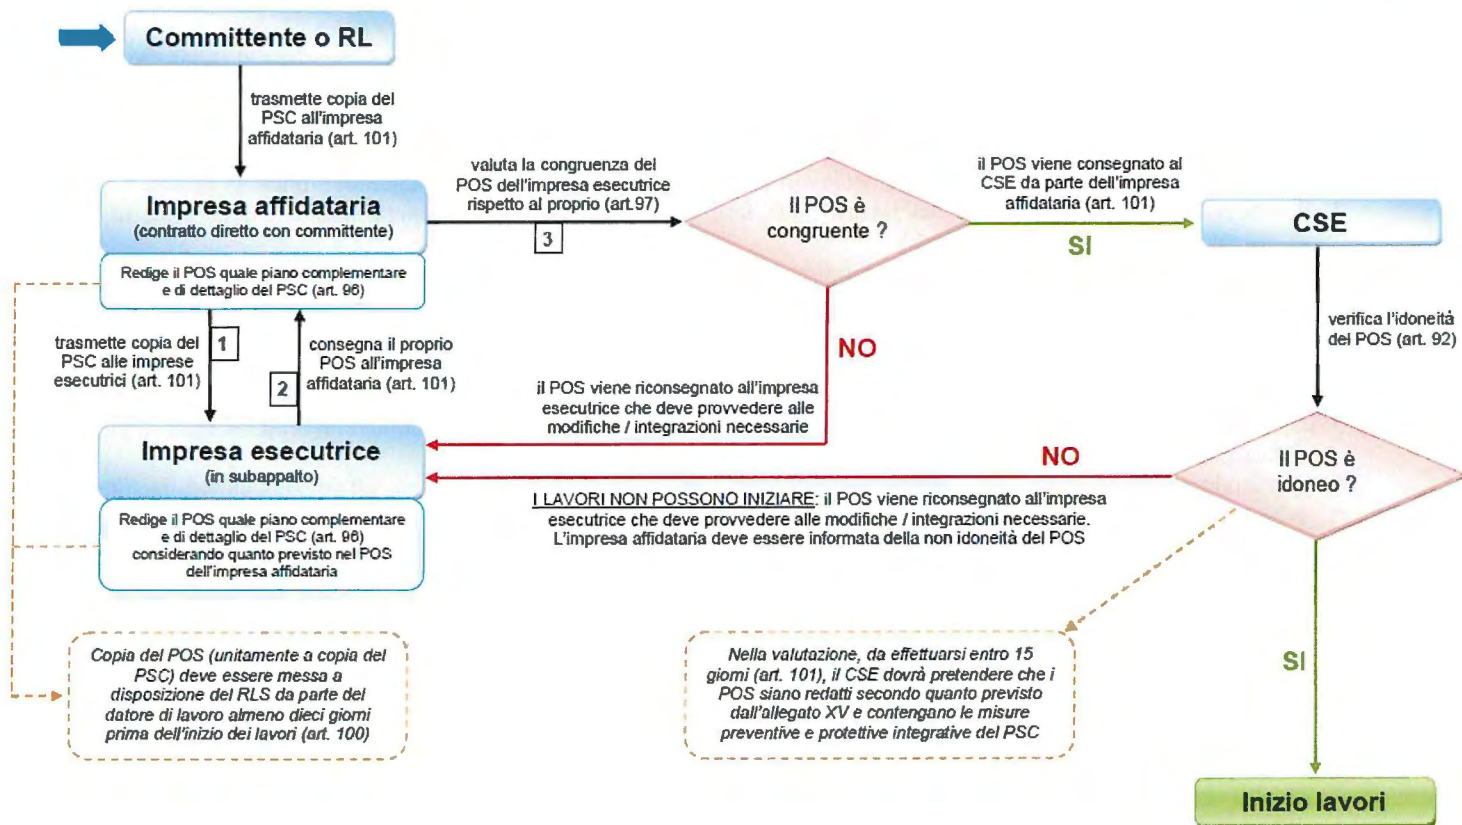 Committente o RL
trasmette copia del
PSC all'impresa
affidataria (art. 101)
Impresa affidataria
(contratto diretto con committente)
Redige il POS quale piano complementare
e di dettaglio del PSC (art. 96)
valuta la congruenza del
POS dell'impresa esecutrice
rispetto al proprio (art.97)
3
Il POS è
congruente ?
il POS viene consegnato al
CSE da parte dell'impresa
affidataria (art. 101)
SI
CSE
trasmette copia del
PSC alle imprese
esecutrici (art. 101)
1
2
consegna il proprio
POS all'impresa
affidataria (art. 101)
NO
verifica l'idoneità
del POS (art. 92)
il POS viene riconsegnato all'impresa
esecutrice che deve provvedere alle
modifiche / integrazioni necessarie
Impresa esecutrice
(in subappalto)
Redige il POS quale piano complementare
e di dettaglio del PSC (art. 96)
considerando quanto previsto nel POS
dell'impresa affidataria
NO
I LAVORI NON POSSONO INIZIARE: il POS viene riconsegnato all'impresa
esecutrice che deve provvedere alle modifiche / integrazioni necessarie.
L'impresa affidataria deve essere informata della non idoneità del POS
Il POS è
idoneo ?
Copia del POS (unitamente a copia del
PSC) deve essere messa a
disposizione del RLS da parte del
datore di lavoro almeno dieci giorni
prima dell'inizio dei lavori (art. 100)
Nella valutazione, da effettuarsi entro 15
giorni (art. 101), il CSE dovrà pretendere che i
POS siano redatti secondo quanto previsto
dall'allegato XV e contengano le misure
preventive e protettive integrative del PSC
SI
Inizio lavori